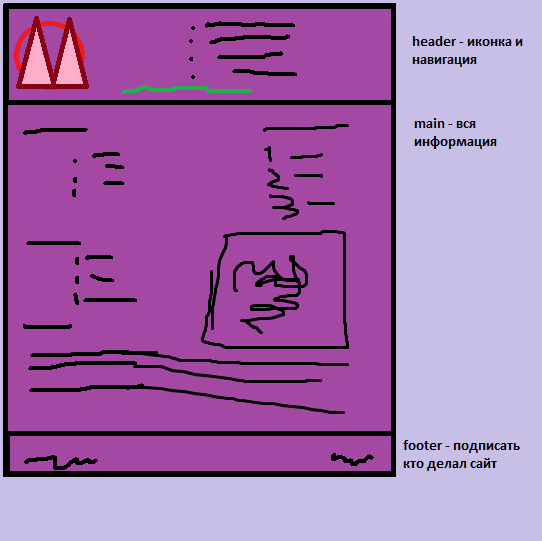 header - иконка и
навигация
main - вся
информация
footer - подписать
кто делал сайт